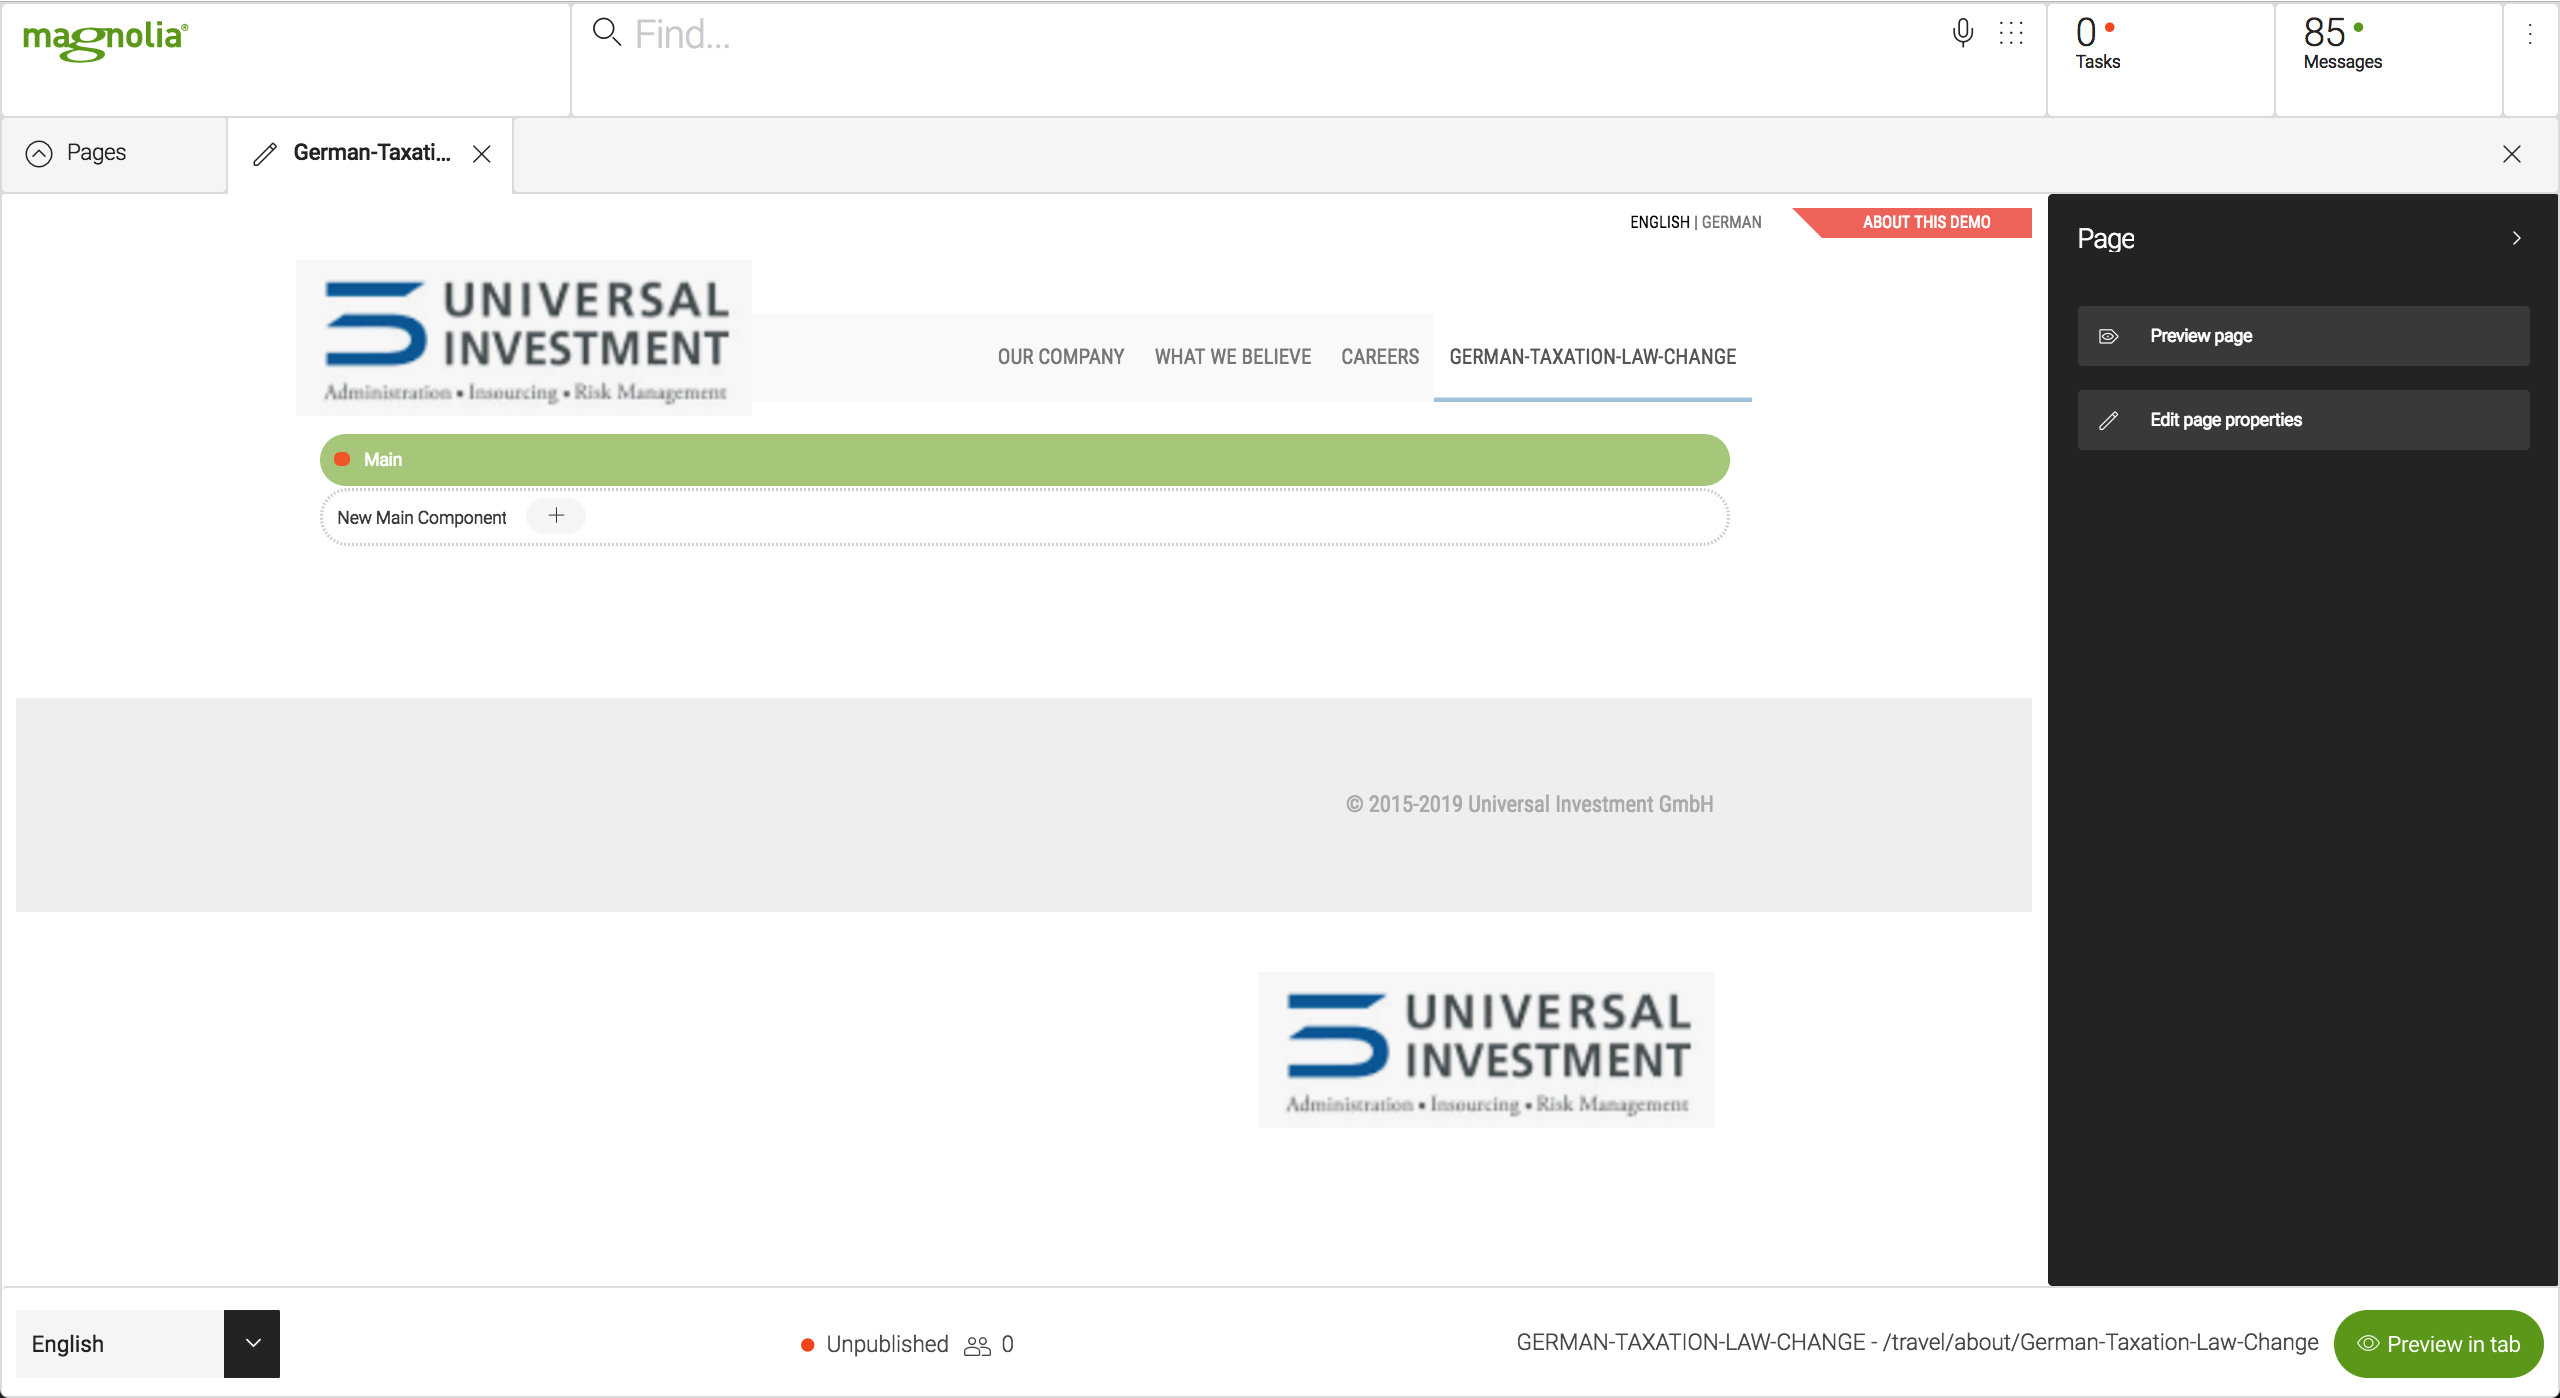 magnolia®
Find...
0
Tasks
85
Messages
Pages
German-Taxati...
ENGLISH | GERMAN
ABOUT THIS DEMO
UNIVERSAL
INVESTMENT
Administration ▪ Insourcing ▪ Risk Management
OUR COMPANY
WHAT WE BELIEVE
CAREERS
GERMAN-TAXATION-LAW-CHANGE
Main
New Main Component
Page
Preview page
Edit page properties
© 2015-2019 Universal Investment GmbH
UNIVERSAL
INVESTMENT
Administration ▪ Insourcing ▪ Risk Management
English
Unpublished 0
GERMAN-TAXATION-LAW-CHANGE - /travel/about/German-Taxation-Law-Change
Preview in tab